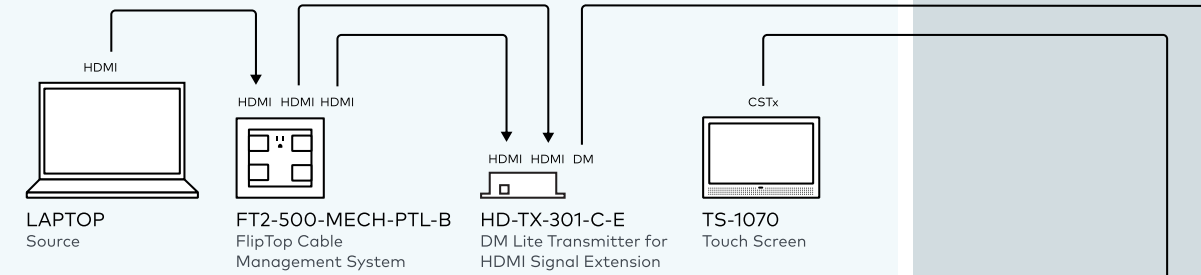 HDMI
HDMI HDMI HDMI
CSTx
HDMI HDMI DM
LAPTOP
Source
FT2-500-MECH-PTL-B
FlipTop Cable
Management System
HD-TX-301-C-E
DM Lite Transmitter for
HDMI Signal Extension
TS-1070
Touch Screen